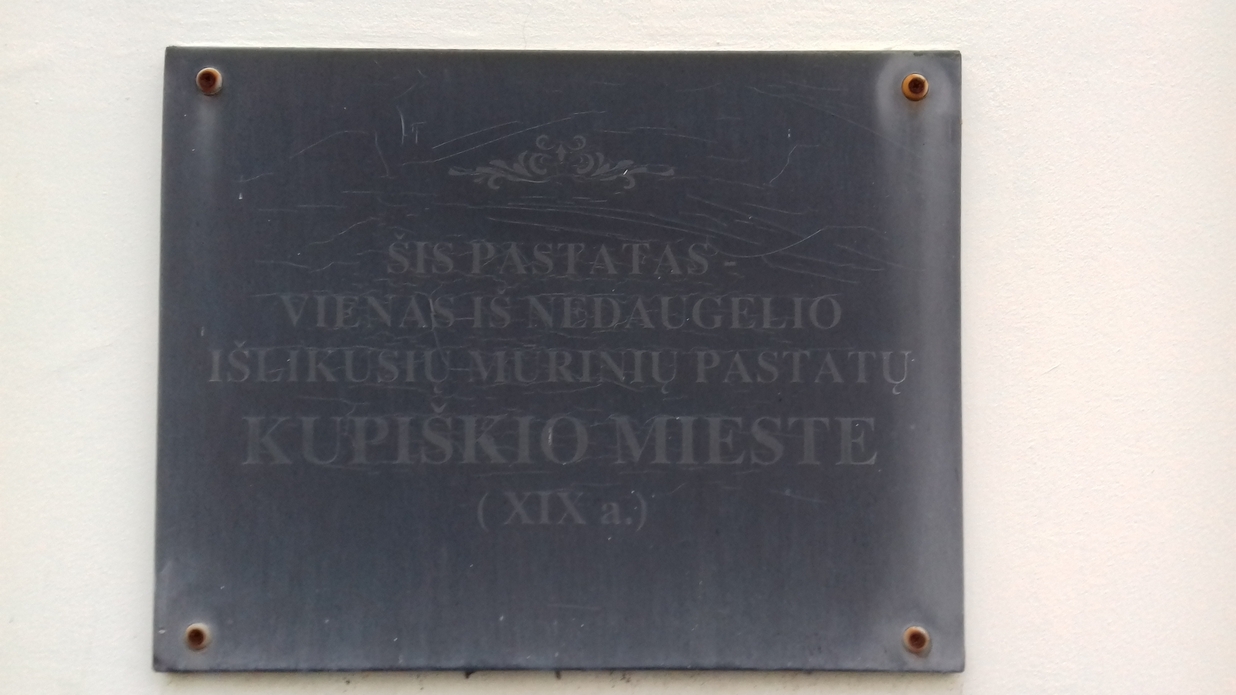 ŠIS PASTATAS -
VIENAS IŠ NEDAUGELIO
IŠLIKUSIŲ MŪRINIŲ PASTATŲ
KUPIŠKIO MIESTE
( XIX a.)